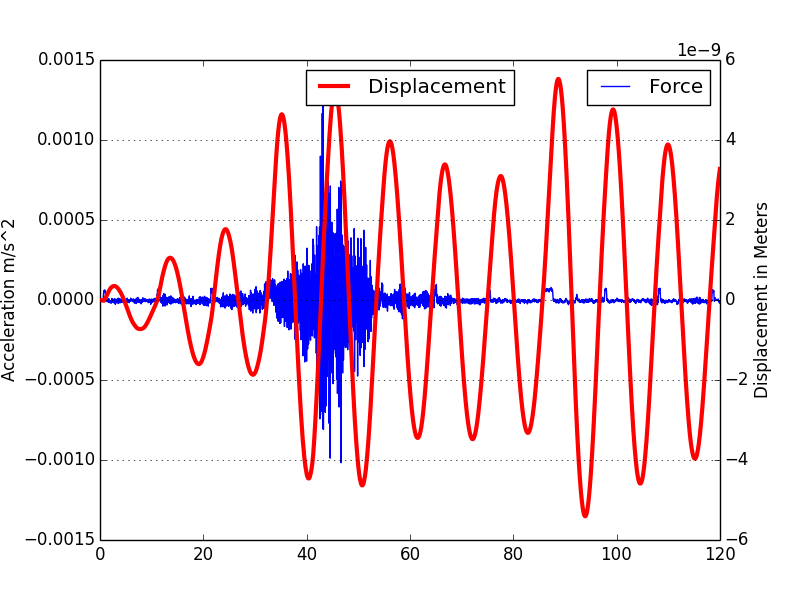 1e−9
0.0015
0.0010
0.0005
0.0000
−0.0005
−0.0010
−0.0015
Acceleration m/s^2
Displacement
Force
6
4
2
0
−2
−4
−6
Displacement in Meters
0 20 40 60 80 100 120